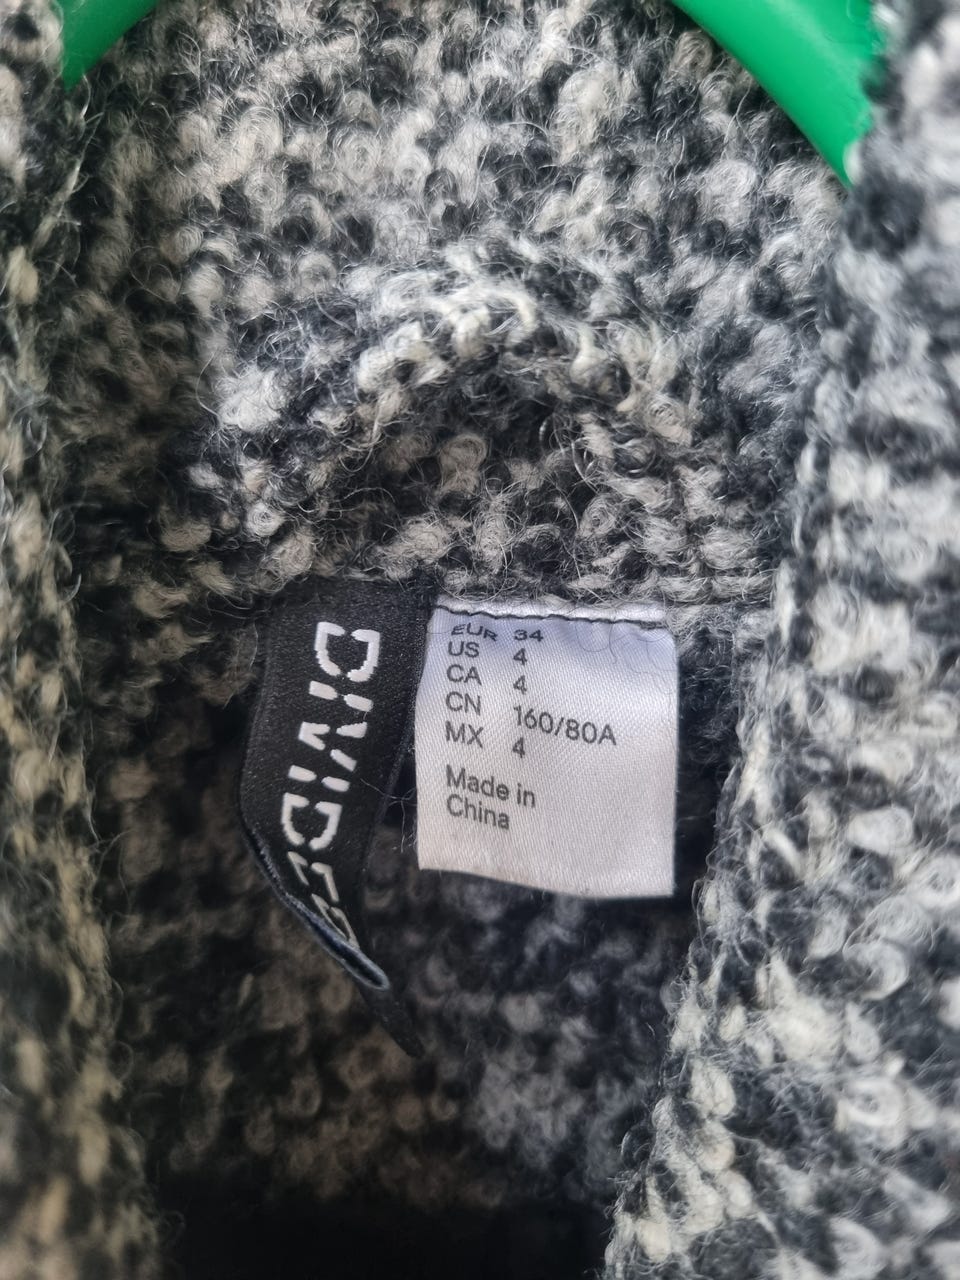 DIVIDED
EUR 34
US 4
CA 4
CN 160/80A
MX 4
Made in
China